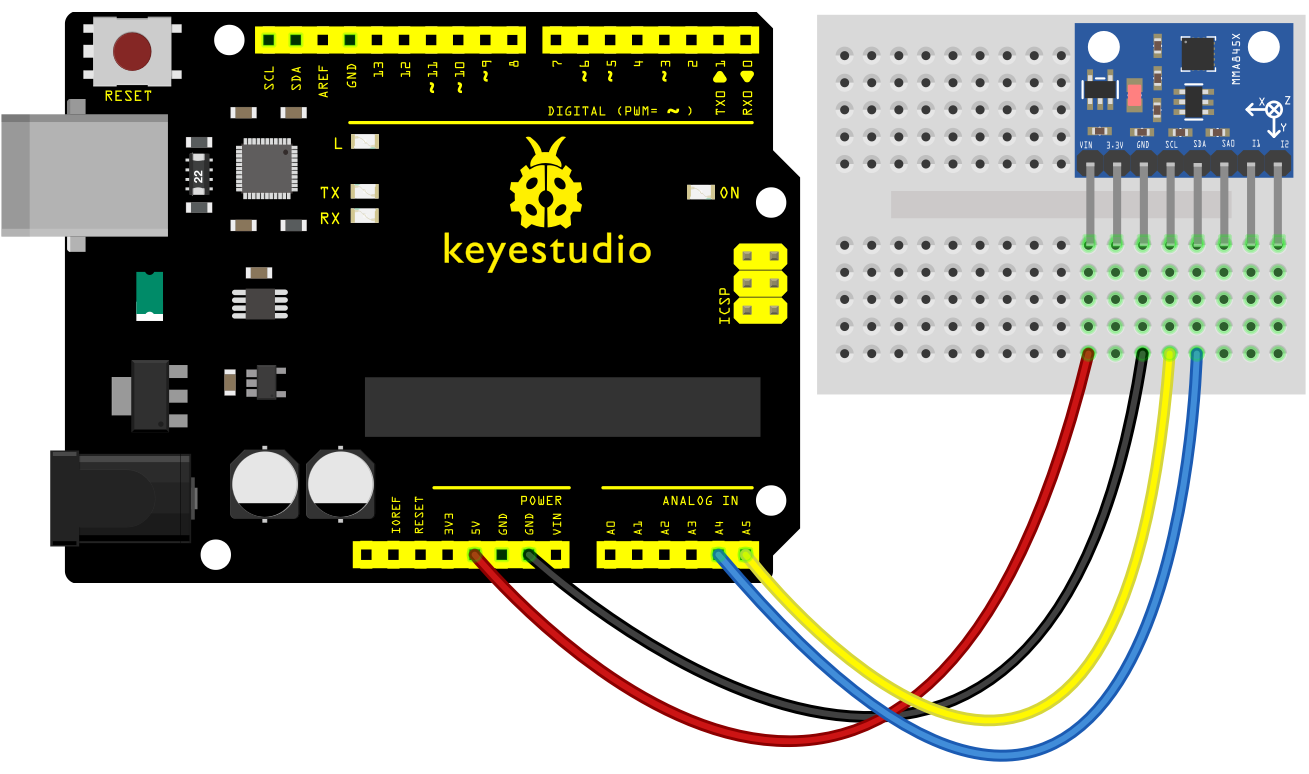 RESET
SCL SDA AREF GND 13 12 ~11 ~10 ~9 8 7 ~6 ~5 4 ~3 2 TXD 1 RXD 0
DIGITAL (PWM= ~ )
L
TX
RX
22
ON
keyestudio
ICSP
POWER
ANALOG IN
IOREF RESET 3V3 5V GND GND VIN A0 A1 A2 A3 A4 A5
MMA845X
X Z
Y
VIN 3.3V GND SCL SDA SA0 I1 I2